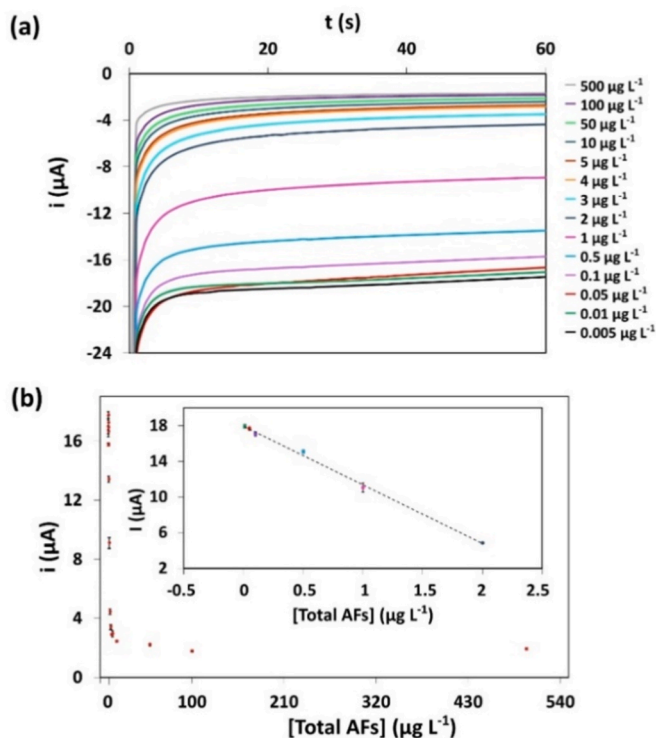 (a)
t (s)
0 20 40 60
0
-4
-8
-12
-16
-20
-24
i (µA)
500 µg L-1
100 µg L-1
50 µg L-1
10 µg L-1
5 µg L-1
4 µg L-1
3 µg L-1
2 µg L-1
1 µg L-1
0.5 µg L-1
0.1 µg L-1
0.05 µg L-1
0.01 µg L-1
0.005 µg L-1
(b)
16
12
8
4
0
i (µA)
18
14
10
6
2
I (µA)
-0.5 0 0.5 1 1.5 2 2.5
[Total AFs] (µg L-1)
-10 0 100 210 320 430 540
[Total AFs] (µg L-1)